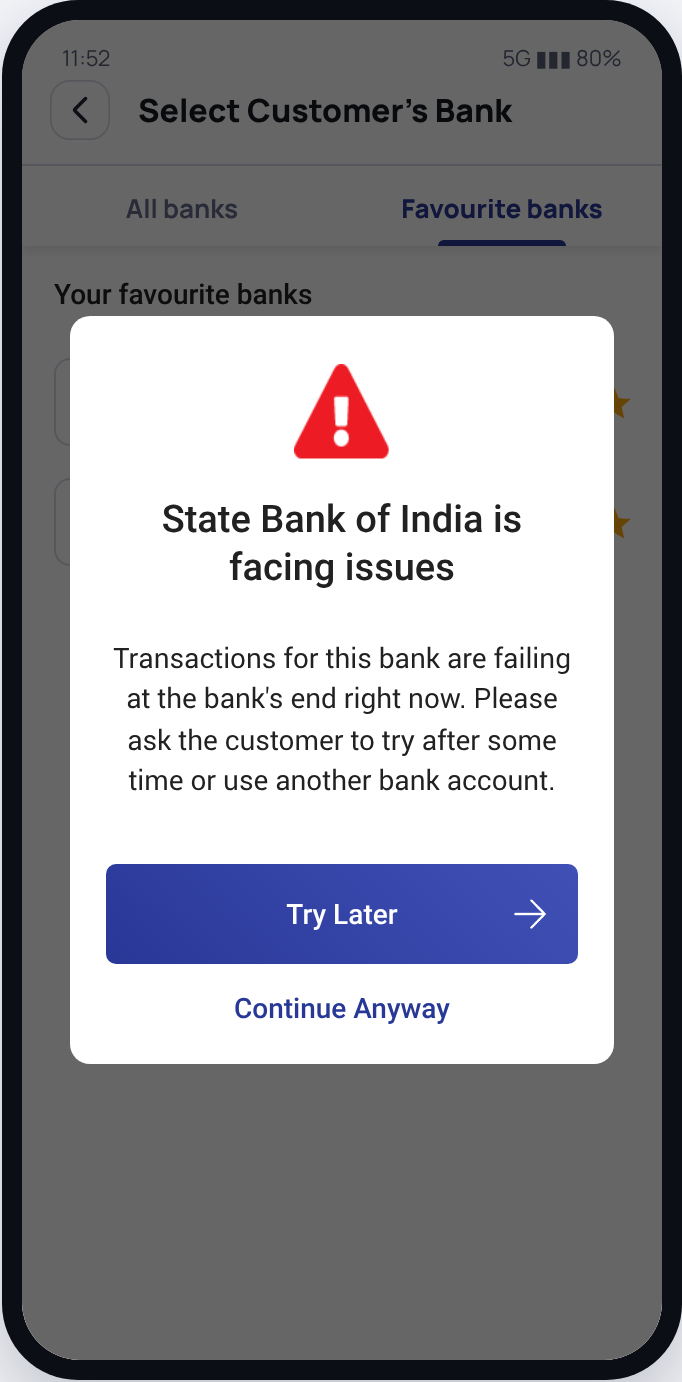 11:52
5G 80%
Select Customer’s Bank
All banks
Favourite banks
Your favourite banks
State Bank of India is
facing issues
Transactions for this bank are failing
at the bank's end right now. Please
ask the customer to try after some
time or use another bank account.
Try Later
Continue Anyway